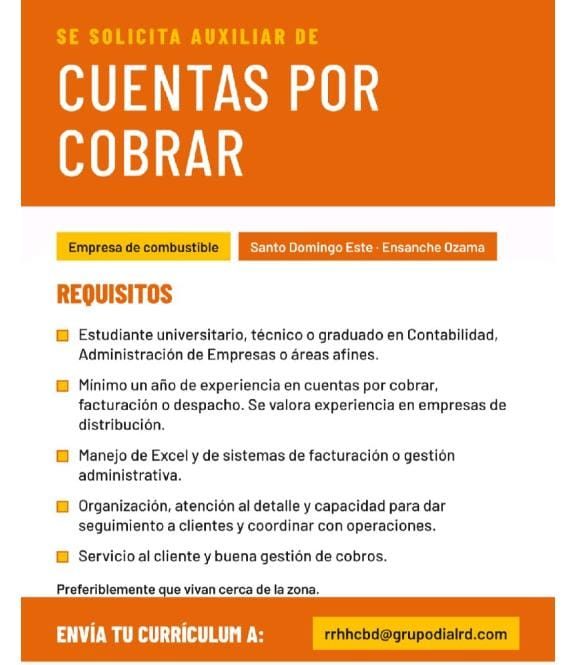 SE SOLICITA AUXILIAR DE
CUENTAS POR
COBRAR
Empresa de combustible
Santo Domingo Este · Ensanche Ozama
REQUISITOS
Estudiante universitario, técnico o graduado en Contabilidad,
Administración de Empresas o áreas afines.
Mínimo un año de experiencia en cuentas por cobrar,
facturación o despacho. Se valora experiencia en empresas de
distribución.
Manejo de Excel y de sistemas de facturación o gestión
administrativa.
Organización, atención al detalle y capacidad para dar
seguimiento a clientes y coordinar con operaciones.
Servicio al cliente y buena gestión de cobros.
Preferiblemente que vivan cerca de la zona.
ENVÍA TU CURRÍCULUM A:
rrhhcbd@grupodialrd.com